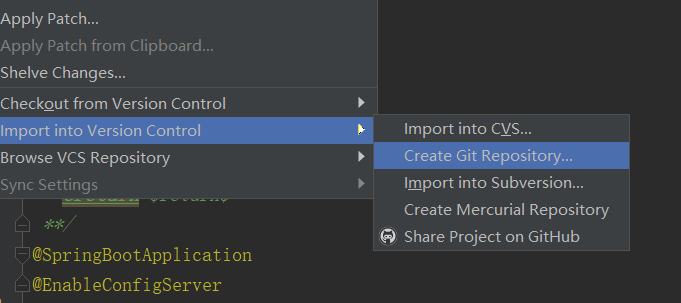 Apply Patch...
Apply Patch from Clipboard...
Shelve Changes...
Checkout from Version Control
Import into Version Control
Browse VCS Repository
Sync Settings
Import into CVS...
Create Git Repository...
Import into Subversion...
Create Mercurial Repository
Share Project on GitHub
**/
@SpringBootApplication
@EnableConfigServer